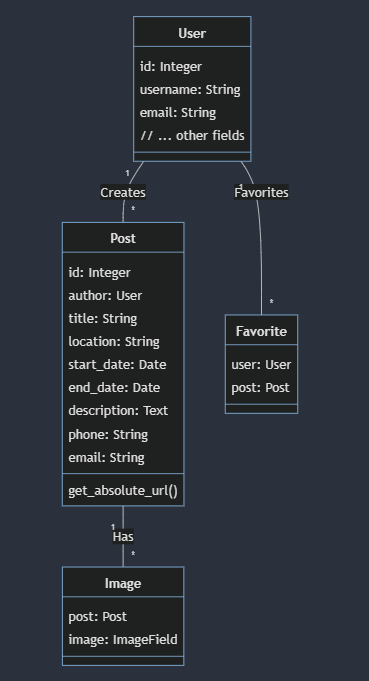 User
id: Integer
username: String
email: String
// ... other fields
1
Creates
*
1
Favorites
*
Post
id: Integer
author: User
title: String
location: String
start_date: Date
end_date: Date
description: Text
phone: String
email: String
get_absolute_url()
Favorite
user: User
post: Post
1
Has
*
Image
post: Post
image: ImageField